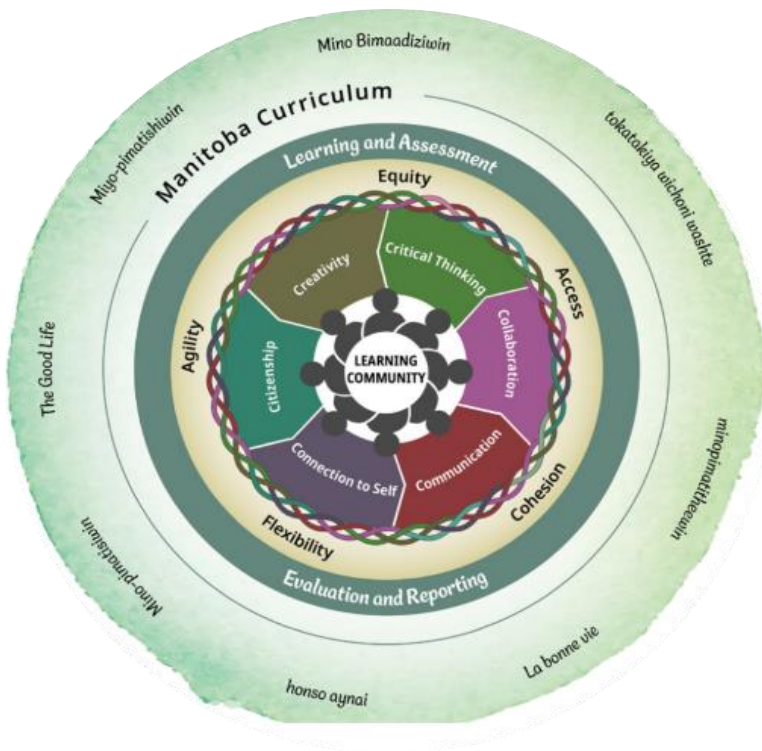 Mino Bimaadiziwin
tokatakiya wichoni washte
minopimatitheewin
La bonne vie
honso aynai
Mino-pimatisiwin
The Good Life
Miyo-pimatishiwin
Manitoba Curriculum
Learning and Assessment
Evaluation and Reporting
Equity
Access
Cohesion
Flexibility
Agility
Critical Thinking
Collaboration
Communication
Connection to Self
Citizenship
Creativity
LEARNING
COMMUNITY